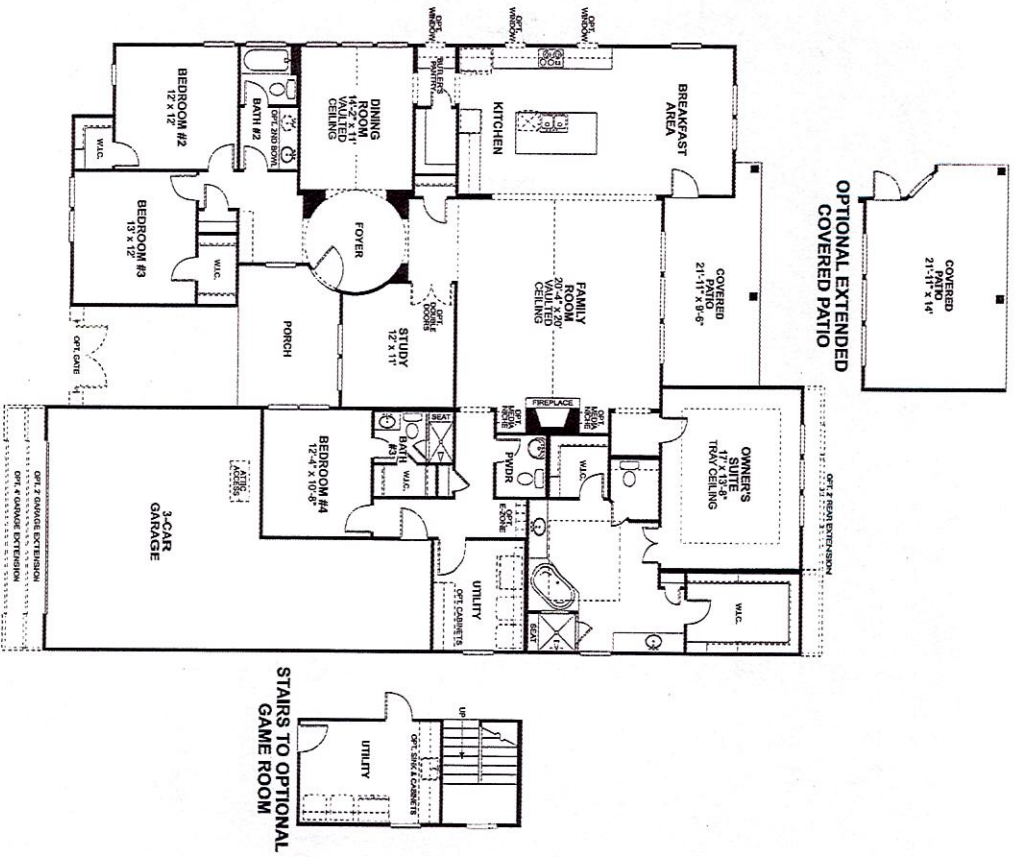 OPT.
WINDOW
OPT.
WINDOW
OPT.
WINDOW
BREAKFAST
AREA
KITCHEN
BUTLER'S
PANTRY
DINING
ROOM
14'-2" x 11'
VAULTED
CEILING
OPT. 2ND BOWL
BATH #2
BEDROOM #2
12' x 12'
W.I.C.
BEDROOM #3
13' x 12'
W.I.C.
FOYER
COVERED
PATIO
21'-11" x 14'
OPTIONAL EXTENDED
COVERED PATIO
COVERED
PATIO
21'-11" x 9'-6"
FAMILY
ROOM
20'-4" x 20'
VAULTED
CEILING
OPT.
DOUBLE
DOORS
STUDY
12' x 11'
PORCH
OPT. GATE
FIREPLACE
OPT.
MEDIA
NICHE
OPT.
MEDIA
NICHE
OPT. 2' REAR EXTENSION
OWNER'S
SUITE
17' x 13'-8"
TRAY CEILING
W.I.C.
PWDR
SEAT
BATH
#3
W.I.C.
BEDROOM #4
12'-4" x 10'-8"
ATTIC
ACCESS
3-CAR
GARAGE
OPT. 2' GARAGE EXTENSION
OPT. 4' GARAGE EXTENSION
OPT.
E-ZONE
UTILITY
OPT. CABINETS
SEAT
W.I.C.
UP
OPT. SINK & CABINETS
UTILITY
STAIRS TO OPTIONAL
GAME ROOM